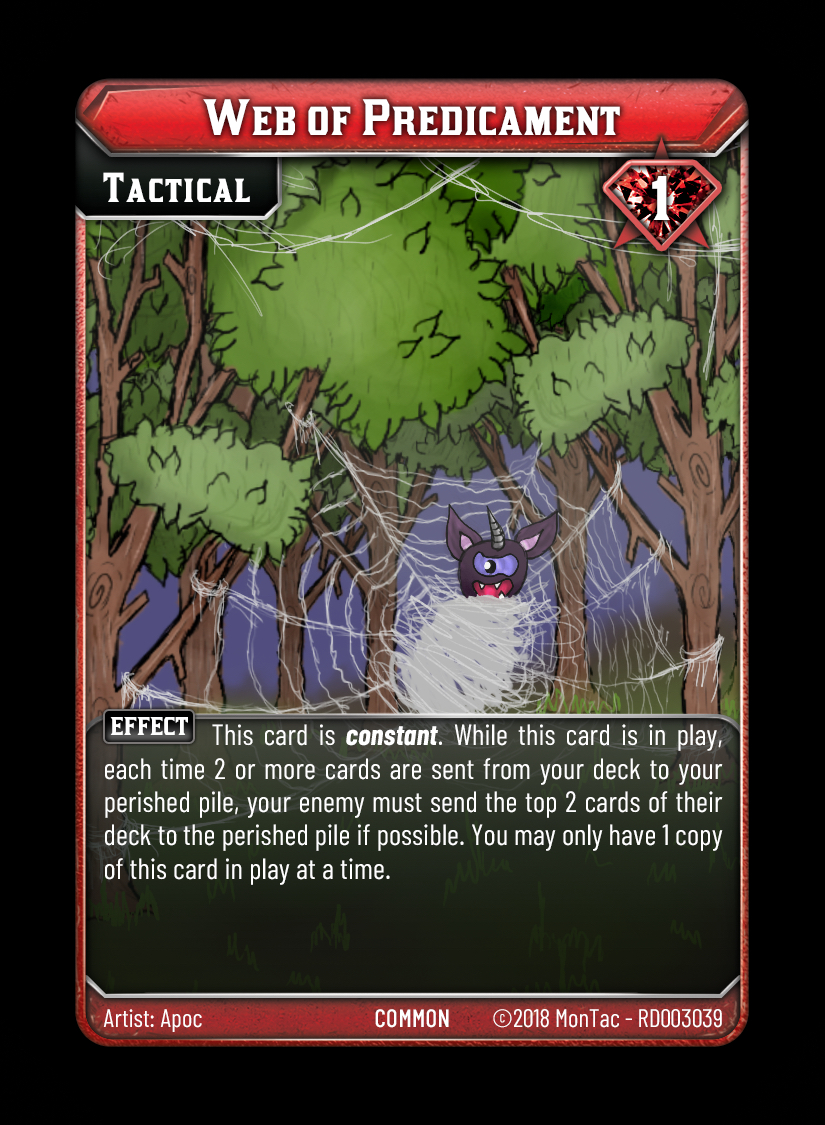 Web of Predicament
Tactical
1
EFFECT This card is constant. While this card is in play,
each time 2 or more cards are sent from your deck to your
perished pile, your enemy must send the top 2 cards of their
deck to the perished pile if possible. You may only have 1 copy
of this card in play at a time.
Artist: Apoc COMMON ©2018 MonTac - RD003039